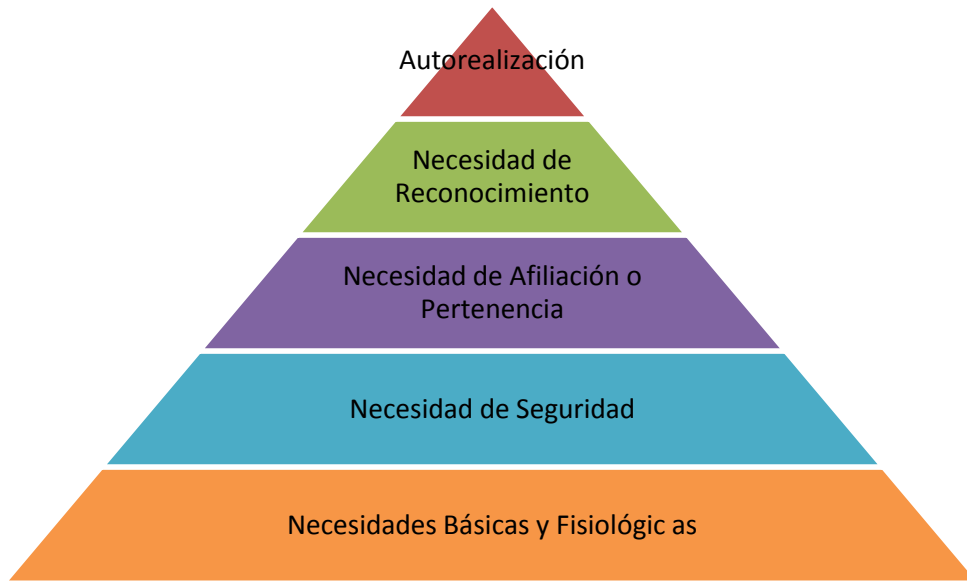 Autorealización
Necesidad de
Reconocimiento
Necesidad de Afiliación o
Pertenencia
Necesidad de Seguridad
Necesidades Básicas y Fisiológic as